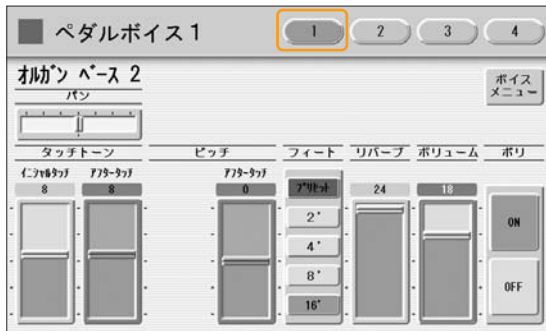 ペダルボイス1
1 2 3 4
オルガン ベース 2
ボイス
メニュー
パン
タッチトーン ピッチ フィート リバーブ ボリューム ポリ
イニシャルタッチ アフタータッチ アフタータッチ
8 8 0 プリセット 24 18
2'
4'
8'
16'
ON
OFF